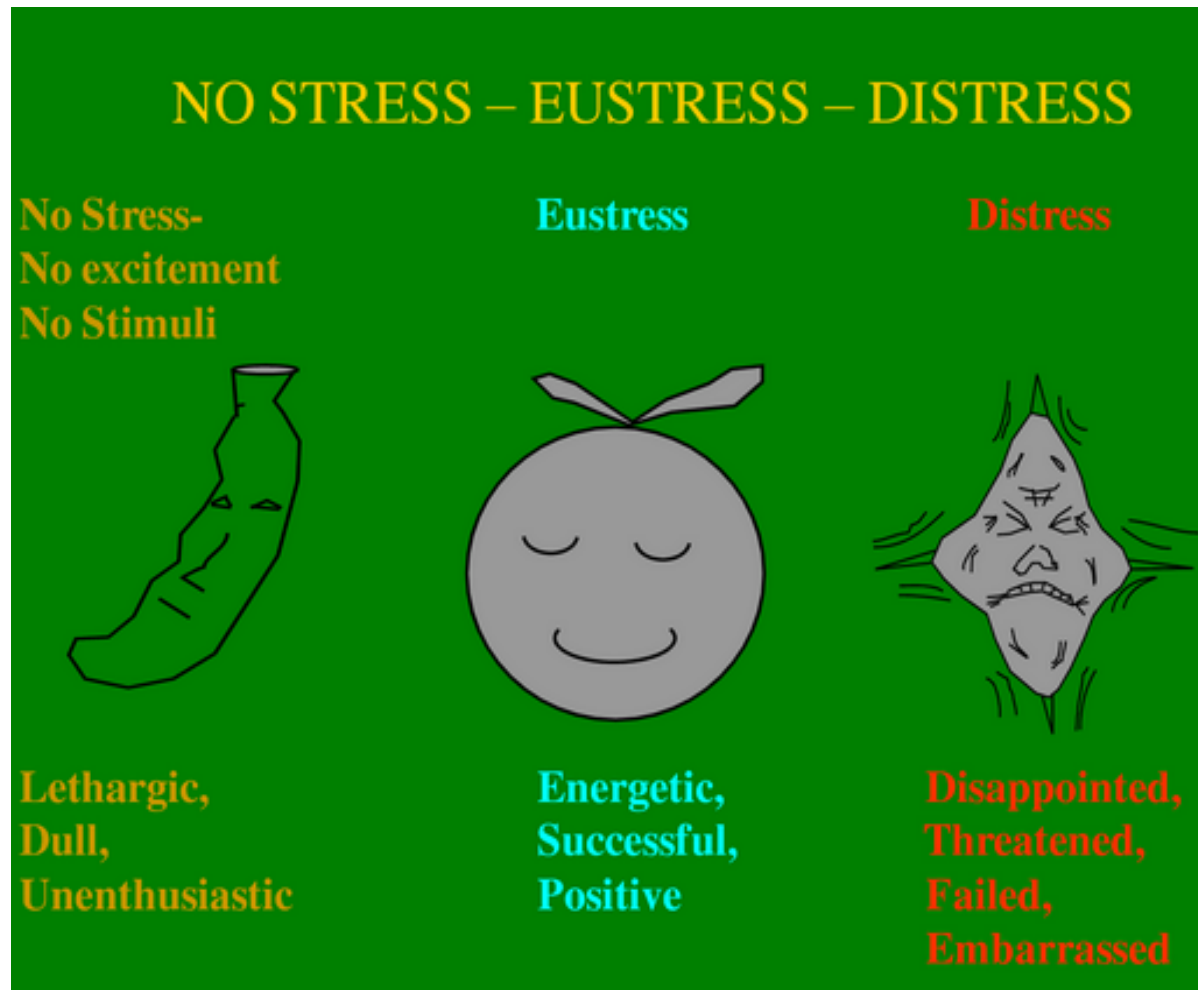 NO STRESS – EUSTRESS – DISTRESS
No Stress-
No excitement
No Stimuli
Eustress
Distress
Lethargic,
Dull,
Unenthusiastic
Energetic,
Successful,
Positive
Disappointed,
Threatened,
Failed,
Embarrassed